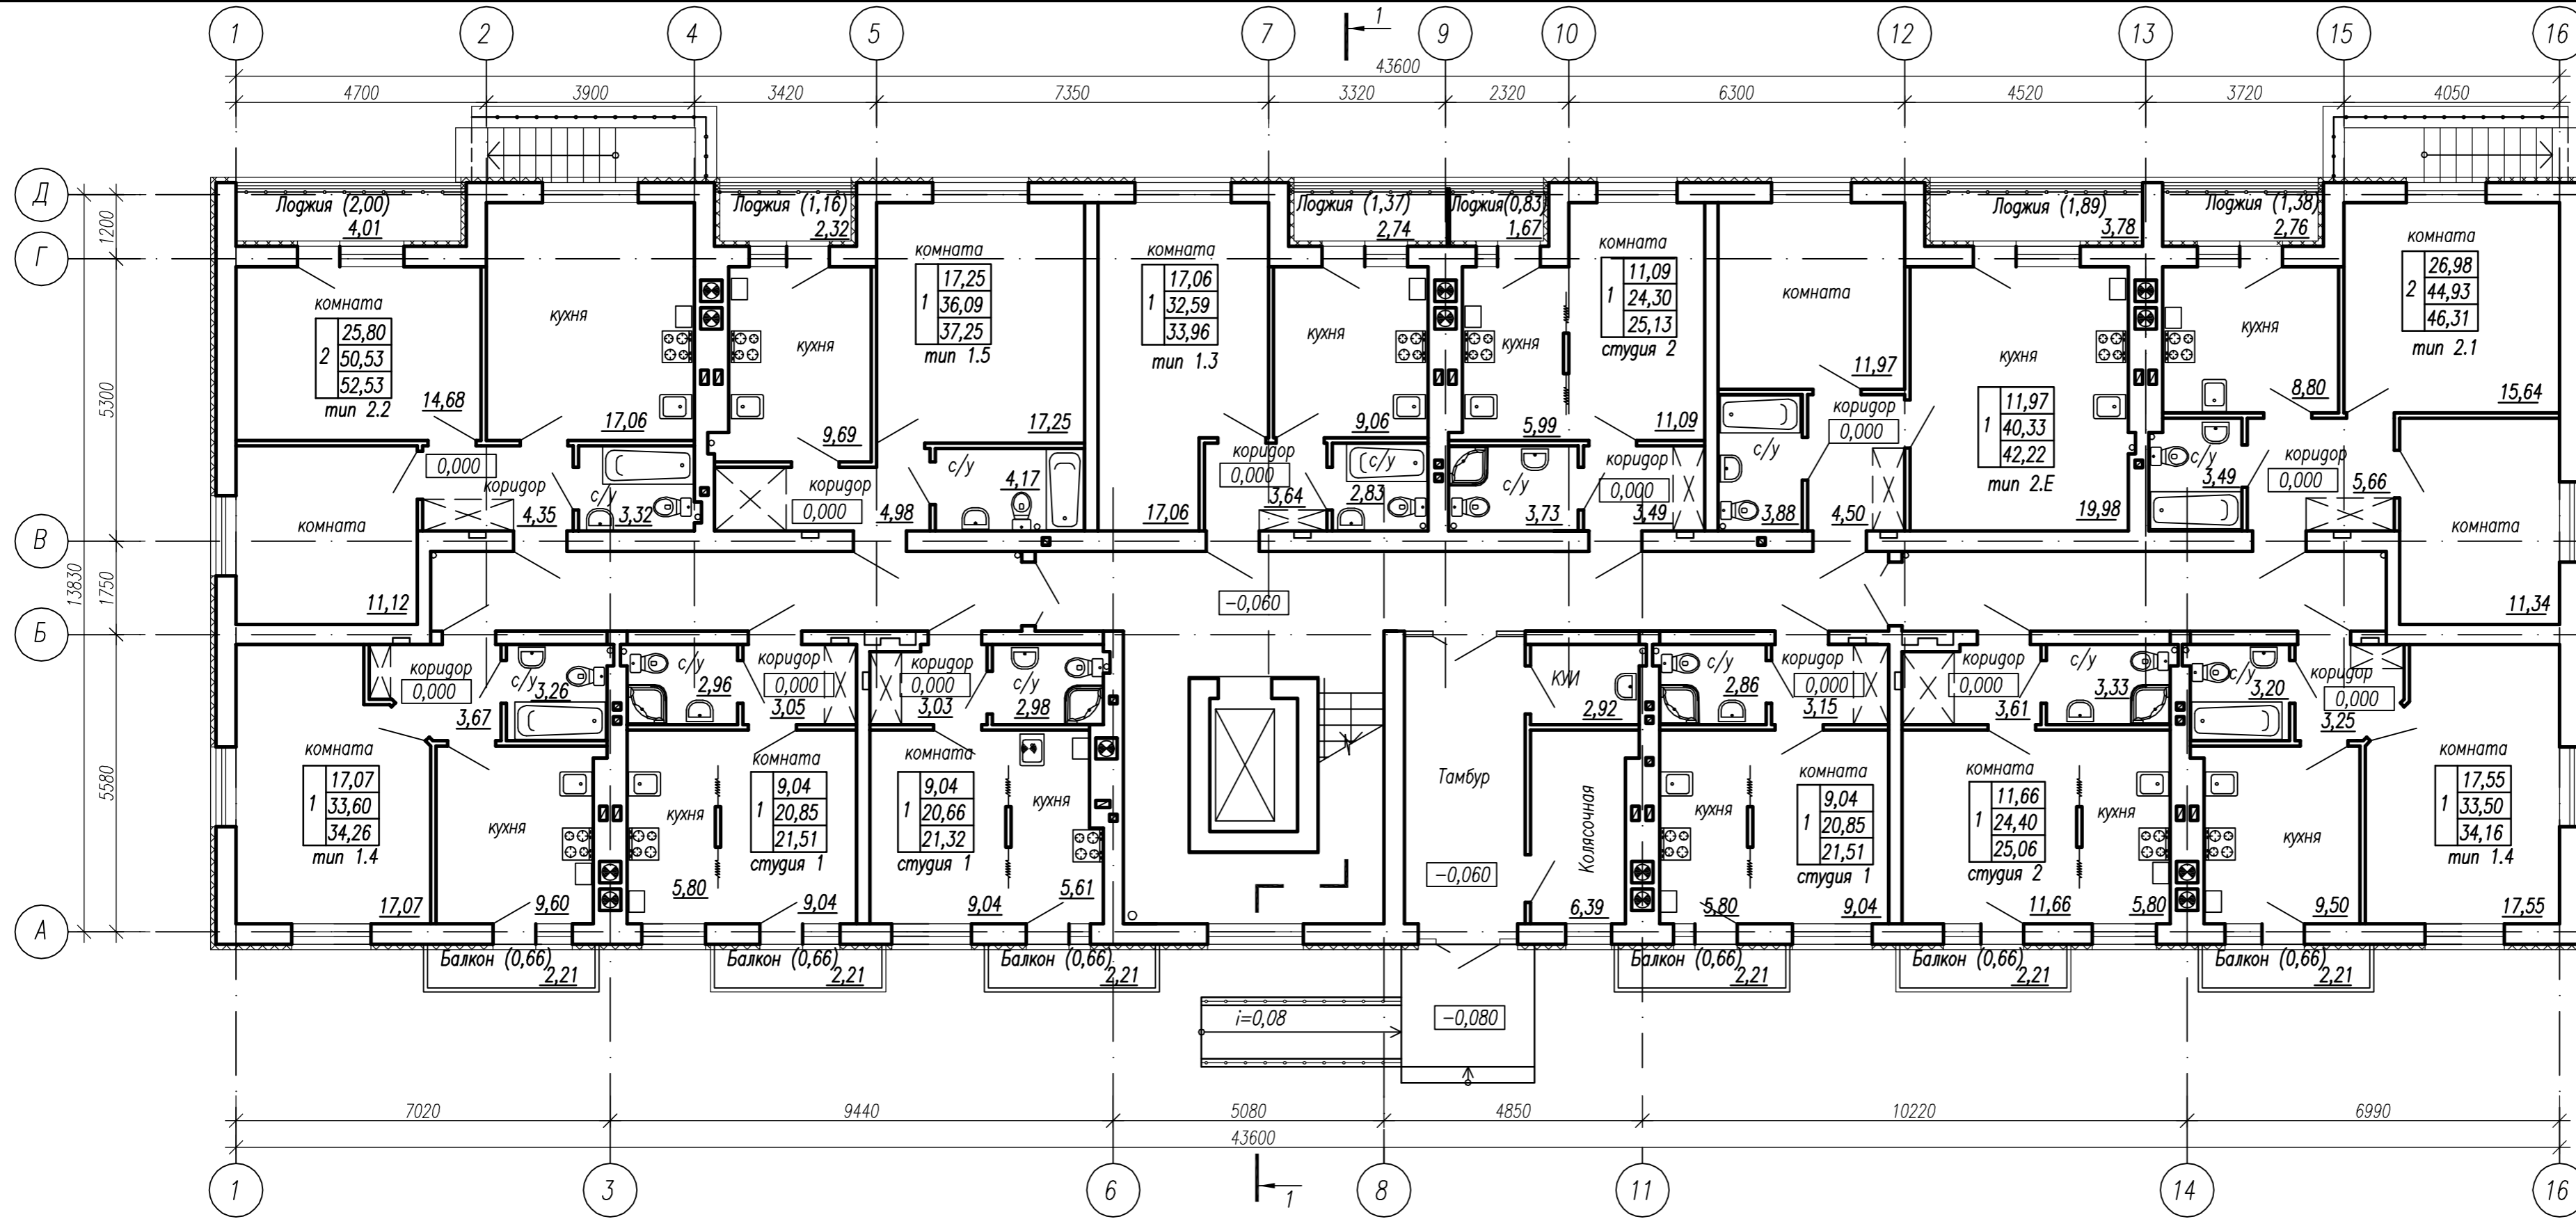 1 2 4 5 7 1 9 10 12 13 15 16
43600
4700 3900 3420 7350 3320 2320 6300 4520 3720 4050
Д
Г
В
Б
А
1200
5300
1750
5580
13830
Лоджия (2,00)
4,01
Лоджия (1,16)
2,32
Лоджия (1,37)
2,74
Лоджия(0,83)
1,67
Лоджия (1,89)
3,78
Лоджия (1,38)
2,76
комната
2
25,80
50,53
52,53
тип 2.2
14,68
кухня
17,06
кухня
9,69
комната
1
17,25
36,09
37,25
тип 1.5
17,25
комната
1
17,06
32,59
33,96
тип 1.3
17,06
кухня
9,06
кухня
5,99
комната
1
11,09
24,30
25,13
студия 2
11,09
комната
11,97
кухня
1
11,97
40,33
42,22
тип 2.Е
19,98
кухня
8,80
комната
2
26,98
44,93
46,31
тип 2.1
15,64
комната
11,12
0,000
коридор
4,35
с/у
3,32
коридор
0,000
4,98
с/у
4,17
коридор
0,000
3,64
с/у
2,83
с/у
3,73
коридор
0,000
3,49
с/у
3,88
коридор
0,000
4,50
с/у
3,49
коридор
0,000
5,66
комната
11,34
-0,060
коридор
0,000
3,67
с/у
3,26
с/у
2,96
коридор
0,000
3,05
коридор
0,000
3,03
с/у
2,98
КУИ
2,92
с/у
2,86
коридор
0,000
3,15
коридор
0,000
3,61
с/у
3,33
с/у
3,20
коридор
0,000
3,25
комната
1
17,07
33,60
34,26
тип 1.4
17,07
кухня
9,60
кухня
5,80
комната
1
9,04
20,85
21,51
студия 1
9,04
комната
1
9,04
20,66
21,32
студия 1
9,04
кухня
5,61
Тамбур
-0,060
Колясочная
6,39
кухня
5,80
комната
1
9,04
20,85
21,51
студия 1
9,04
комната
1
11,66
24,40
25,06
студия 2
11,66
кухня
5,80
кухня
9,50
комната
1
17,55
33,50
34,16
тип 1.4
17,55
Балкон (0,66)
2,21
Балкон (0,66)
2,21
Балкон (0,66)
2,21
Балкон (0,66)
2,21
Балкон (0,66)
2,21
Балкон (0,66)
2,21
i=0,08
-0,080
7020 9440 5080 4850 10220 6990
43600
1 3 6 1 8 11 14 16